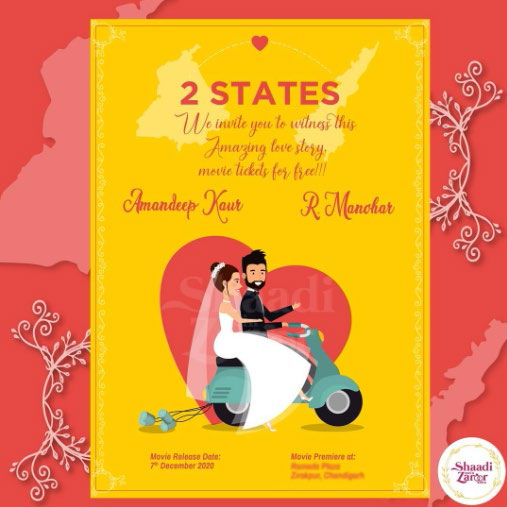 2 STATES
We invite you to witness this
Amazing love story,
movie tickets for free!!!
Amandeep Kaur
R Manohar
Shaadi
Zaroor
Movie Release Date:
7th December 2020
Movie Premiere at:
Ramada Plaza
Zirakpur, Chandigarh
Shaadi